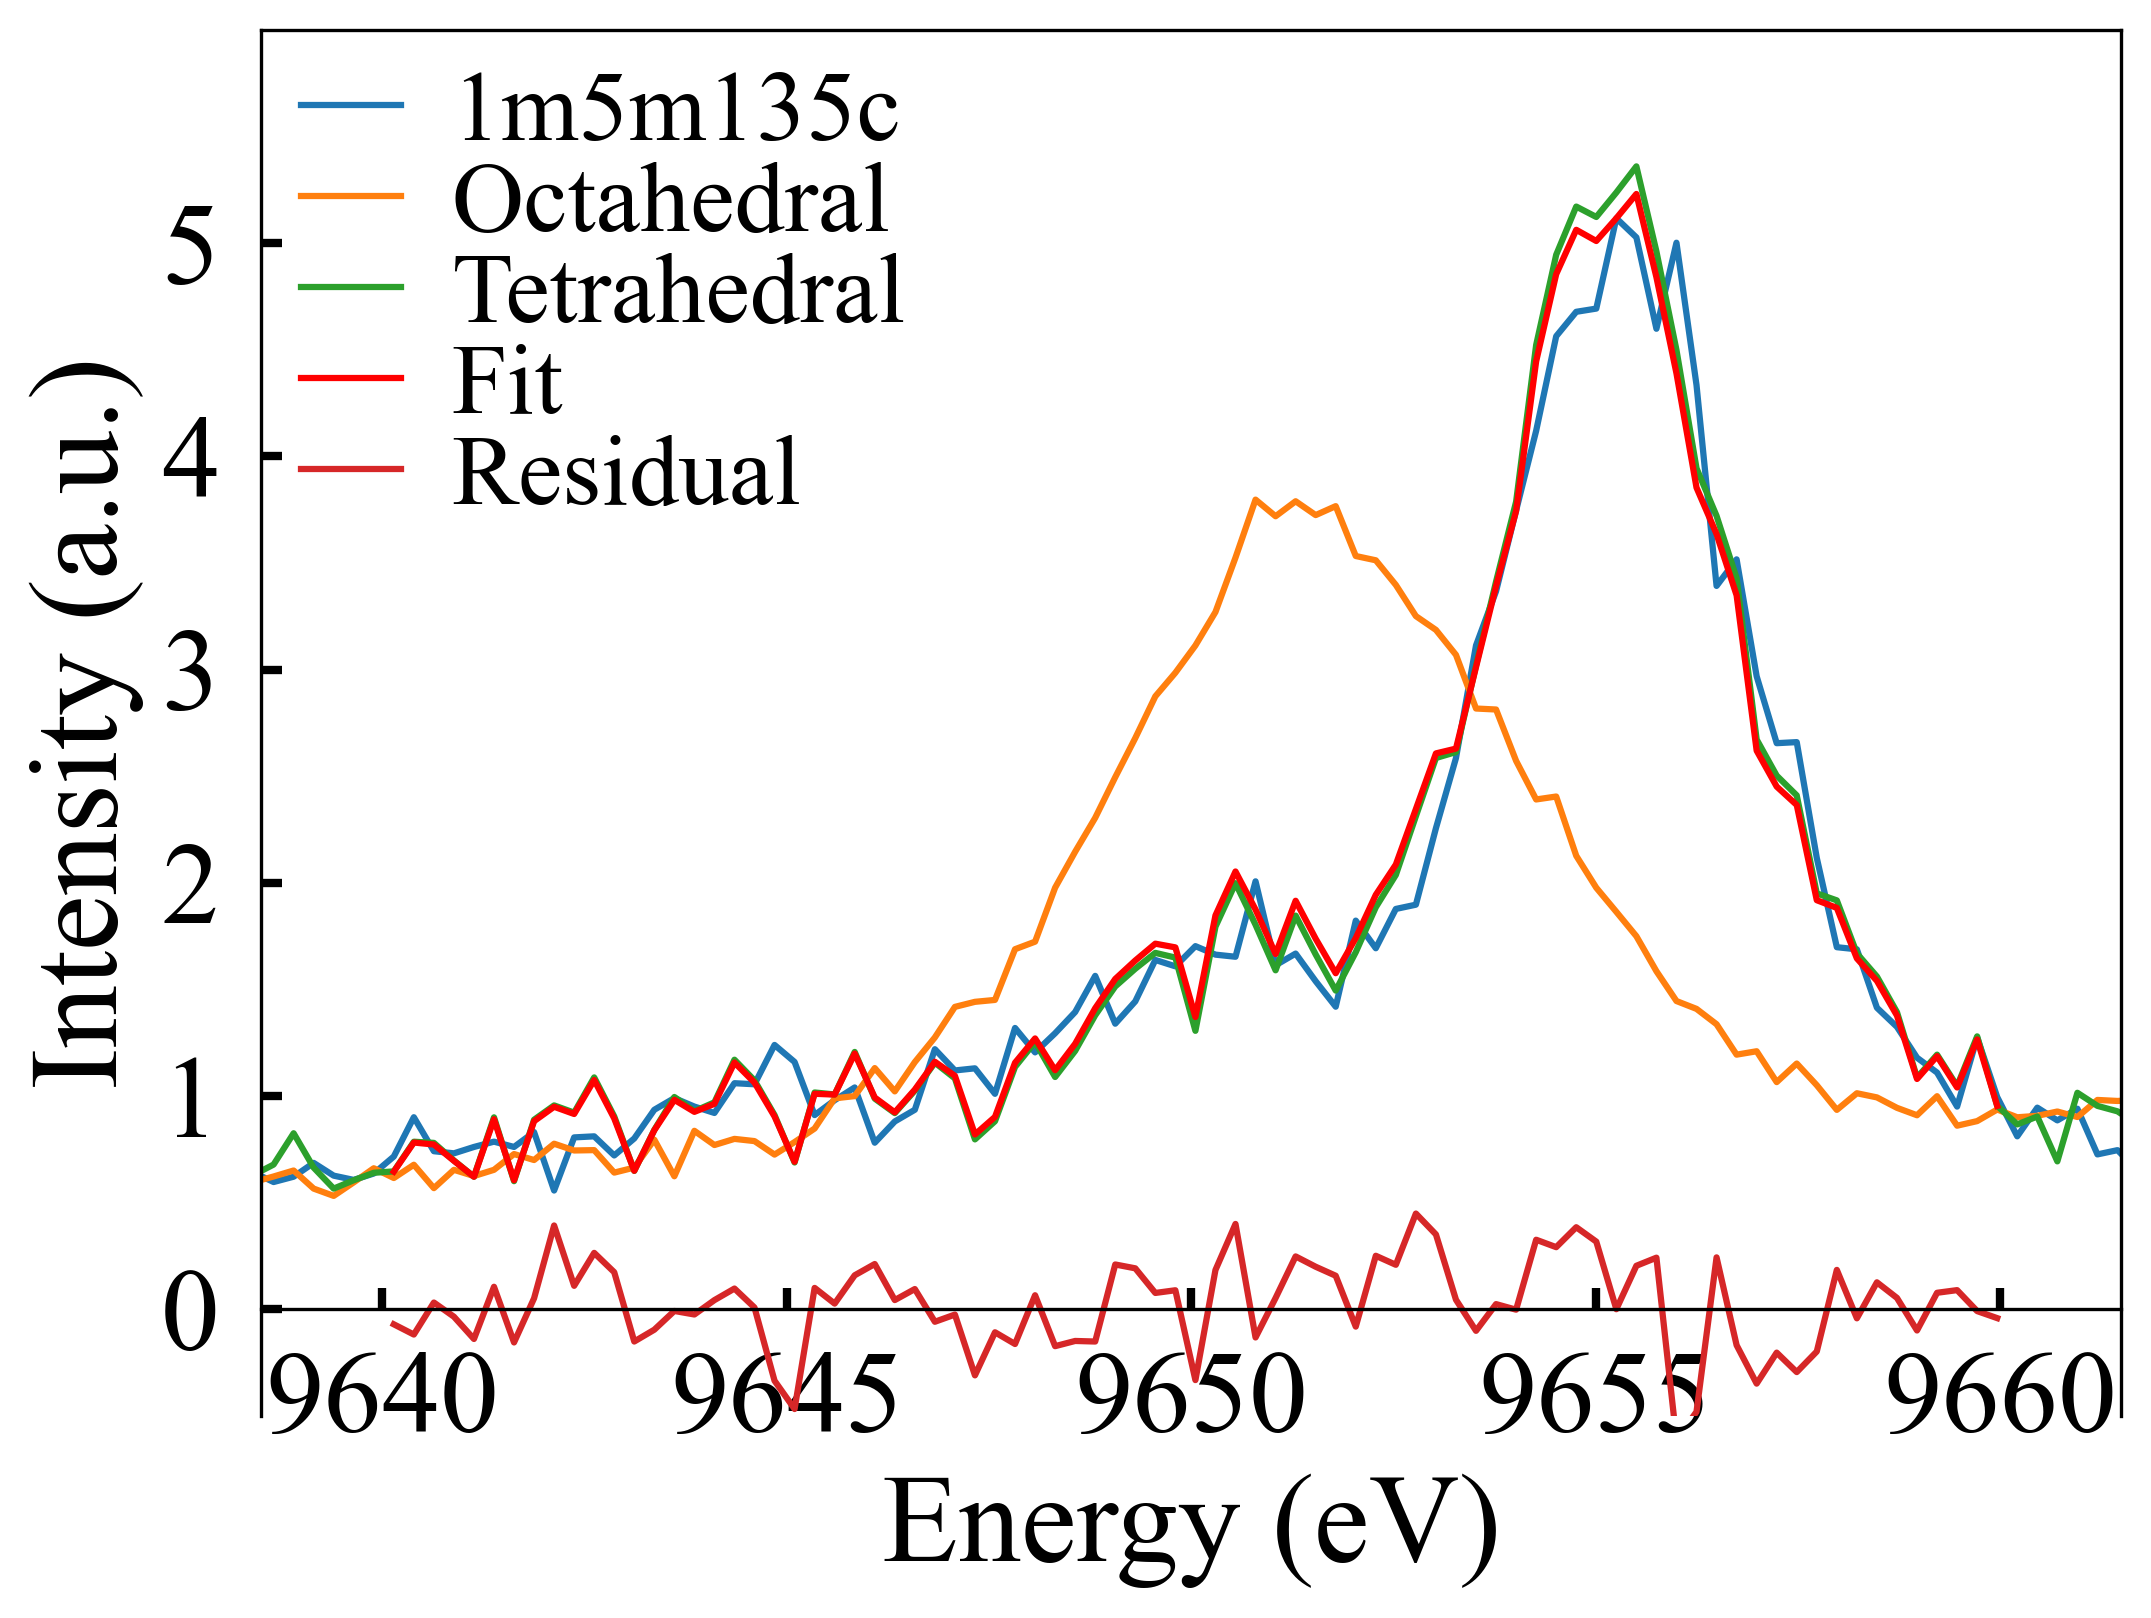 1m5m135c
Octahedral
Tetrahedral
Fit
Residual
5
4
3
2
1
0
Intensity (a.u.)
9640 9645 9650 9655 9660
Energy (eV)